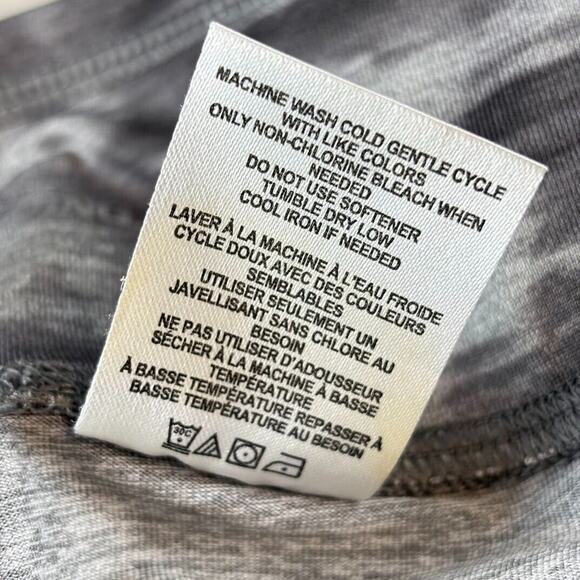 MACHINE WASH COLD GENTLE CYCLE
WITH LIKE COLORS
ONLY NON-CHLORINE BLEACH WHEN
NEEDED
DO NOT USE SOFTENER
TUMBLE DRY LOW
COOL IRON IF NEEDED
LAVER À LA MACHINE À L'EAU FROIDE
CYCLE DOUX AVEC DES COULEURS
SEMBLABLES
UTILISER SEULEMENT UN
JAVELLISANT SANS CHLORE AU
BESOIN
NE PAS UTILISER D'ADOUSSEUR
SÉCHER À LA MACHINE À BASSE
TEMPÉRATURE
À BASSE TEMPÉRATURE REPASSER À
BASSE TEMPÉRATURE AU BESOIN
30C